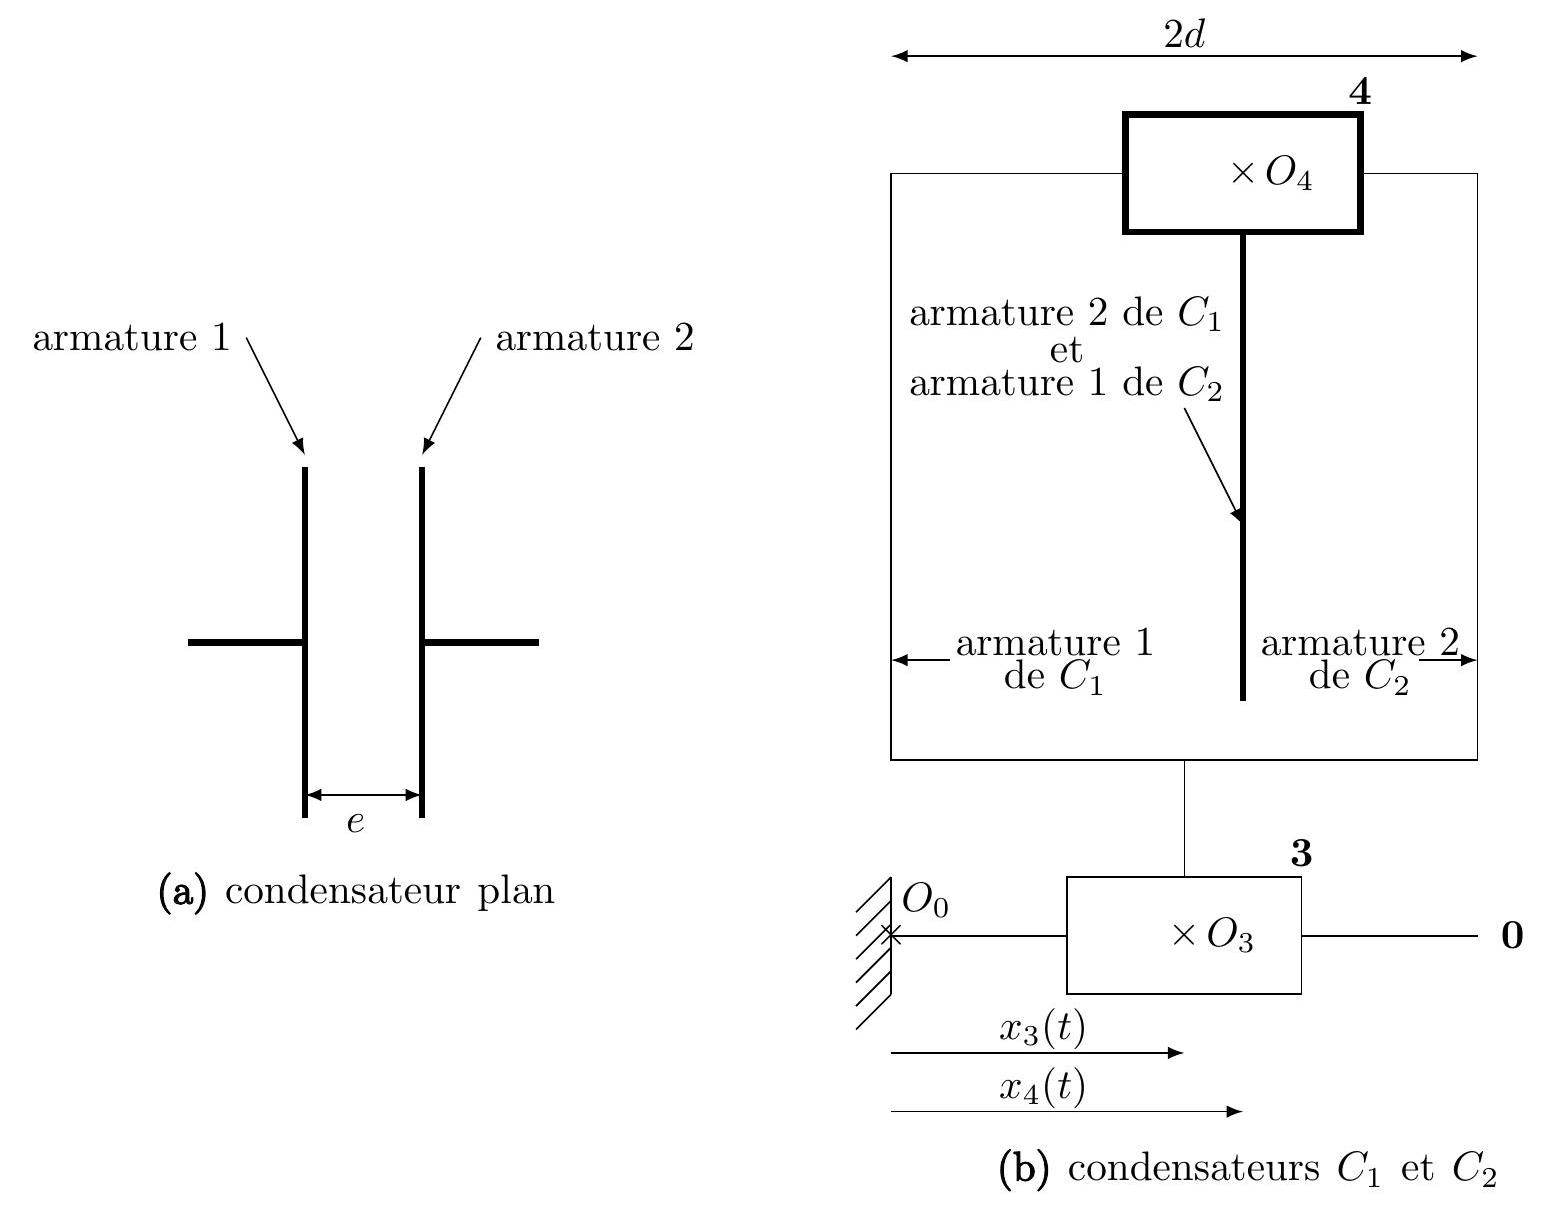 armature 1
armature 2
e
(a) condensateur plan
2d
4
× O₄
armature 2 de C₁
et
armature 1 de C₂
armature 1
de C₁
armature 2
de C₂
3
O₀
× O₃
0
x₃(t)
x₄(t)
(b) condensateurs C₁ et C₂